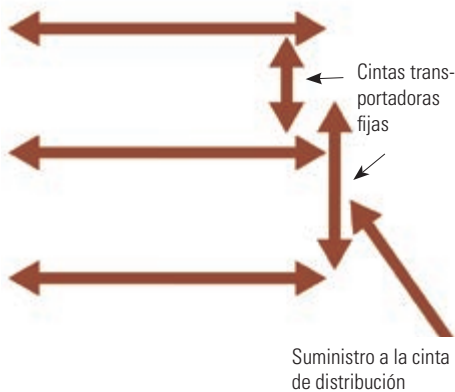 Cintas trans-
portadoras
fijas
Suministro a la cinta
de distribución